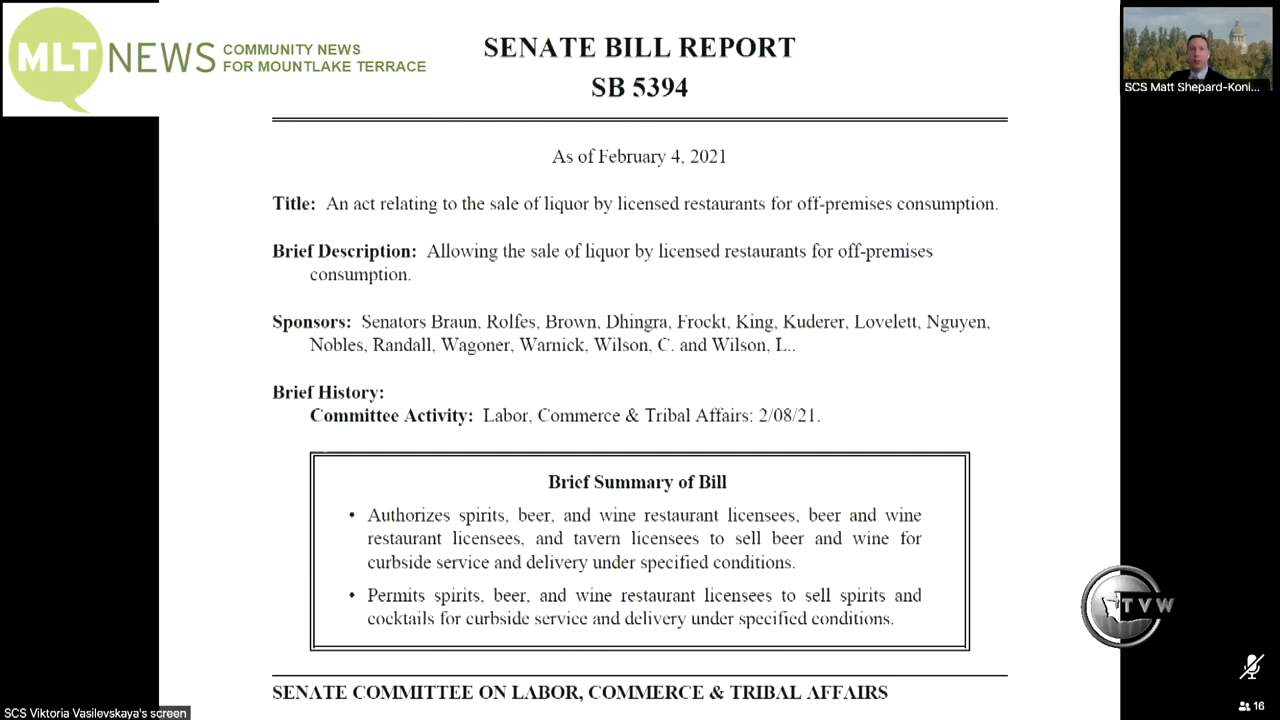 MLT NEWS COMMUNITY NEWS
FOR MOUNTLAKE TERRACE
SENATE BILL REPORT
SB 5394
SCS Matt Shepard-Koni...
As of February 4, 2021
Title: An act relating to the sale of liquor by licensed restaurants for off-premises consumption.
Brief Description: Allowing the sale of liquor by licensed restaurants for off-premises
consumption.
Sponsors: Senators Braun, Rolfes, Brown, Dhingra, Frockt, King, Kuderer, Lovelett, Nguyen,
Nobles, Randall, Wagoner, Warnick, Wilson, C. and Wilson, L..
Brief History:
Committee Activity: Labor, Commerce & Tribal Affairs: 2/08/21.
Brief Summary of Bill
• Authorizes spirits, beer, and wine restaurant licensees, beer and wine
restaurant licensees, and tavern licensees to sell beer and wine for
curbside service and delivery under specified conditions.
• Permits spirits, beer, and wine restaurant licensees to sell spirits and
cocktails for curbside service and delivery under specified conditions.
TVW
SENATE COMMITTEE ON LABOR, COMMERCE & TRIBAL AFFAIRS
16
SCS Viktoria Vasilevskaya's screen